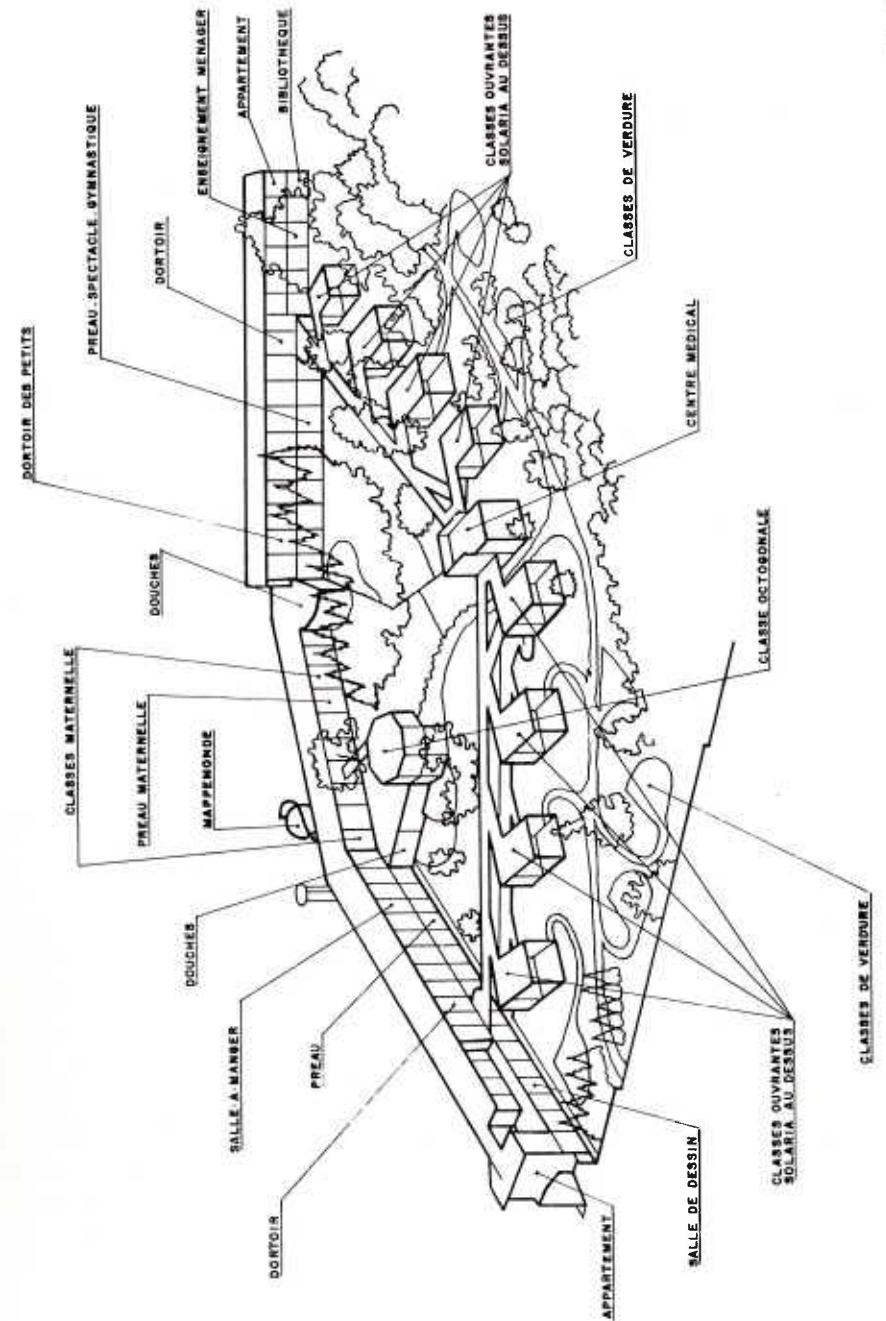 DORTOIR
SALLE-A-MANGER
DOUCHES
PREAU
CLASSES MATERNELLE
PREAU MATERNELLE
MAPPEMONDE
DOUCHES
DORTOIR DES PETITS
PREAU.SPECTACLE.GYMNASTIQUE
DORTOIR
ENSEIGNEMENT MENAGER
APPARTEMENT
BIBLIOTHEQUE
CLASSES OUVRANTES
SOLARIA AU DESSUS
CLASSES DE VERDURE
CENTRE MEDICAL
CLASSE OCTOGONALE
APPARTEMENT
SALLE DE DESSIN
CLASSES OUVRANTES
SOLARIA AU DESSUS
CLASSES DE VERDURE